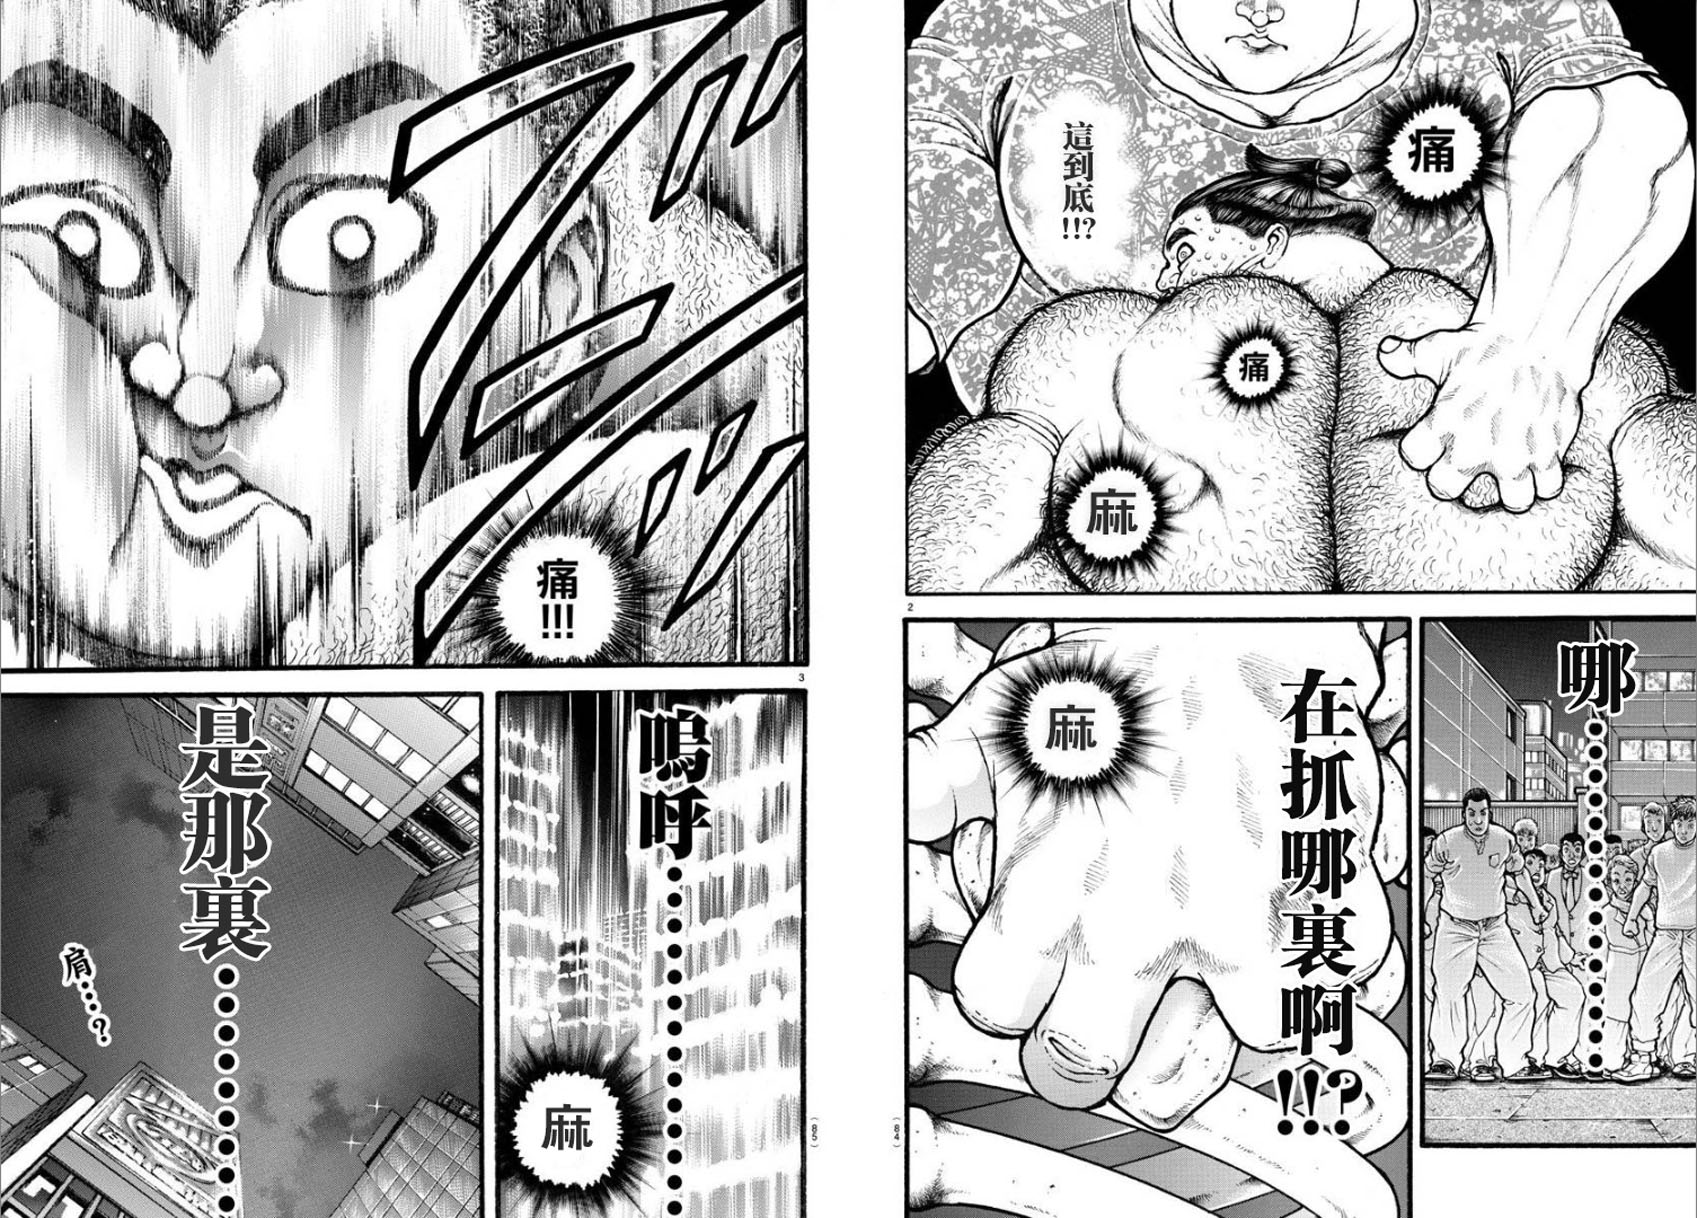 痛
這到底!!?
痛
麻
2
哪…………
在抓哪裏啊!!?
麻
(84)
痛!!!
3
嗚呼…………
麻
是那裏…………
肩…?
(85)